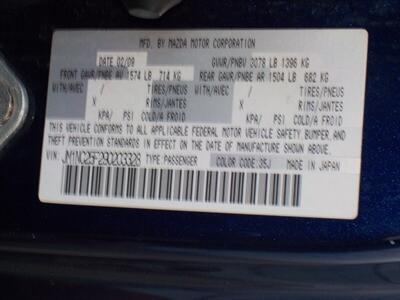 MFD. BY MAZDA MOTOR CORPORATION
DATE 02/09 GVWR/PNBV 3078 LB 1396 KG
FRONT GAWR/PNBE AV 1574 LB 714 KG REAR GAWR/PNBE AR 1504 LB 682 KG
WITH/AVEC / TIRES/PNEUS WITH/AVEC / TIRES/PNEUS
X RIMS/JANTES X RIMS/JANTES
KPA/ PSI COLD/A FROID KPA/ PSI COLD/A FROID
THIS VEHICLE CONFORMS TO ALL APPLICABLE FEDERAL MOTOR VEHICLE SAFETY, BUMPER, AND
THEFT PREVENTION STANDARDS IN EFFECT ON THE DATE OF MANUFACTURE SHOWN ABOVE.
VIN: JM1NC25F290203328 TYPE:PASSENGER COLOR CODE:35J MADE IN JAPAN